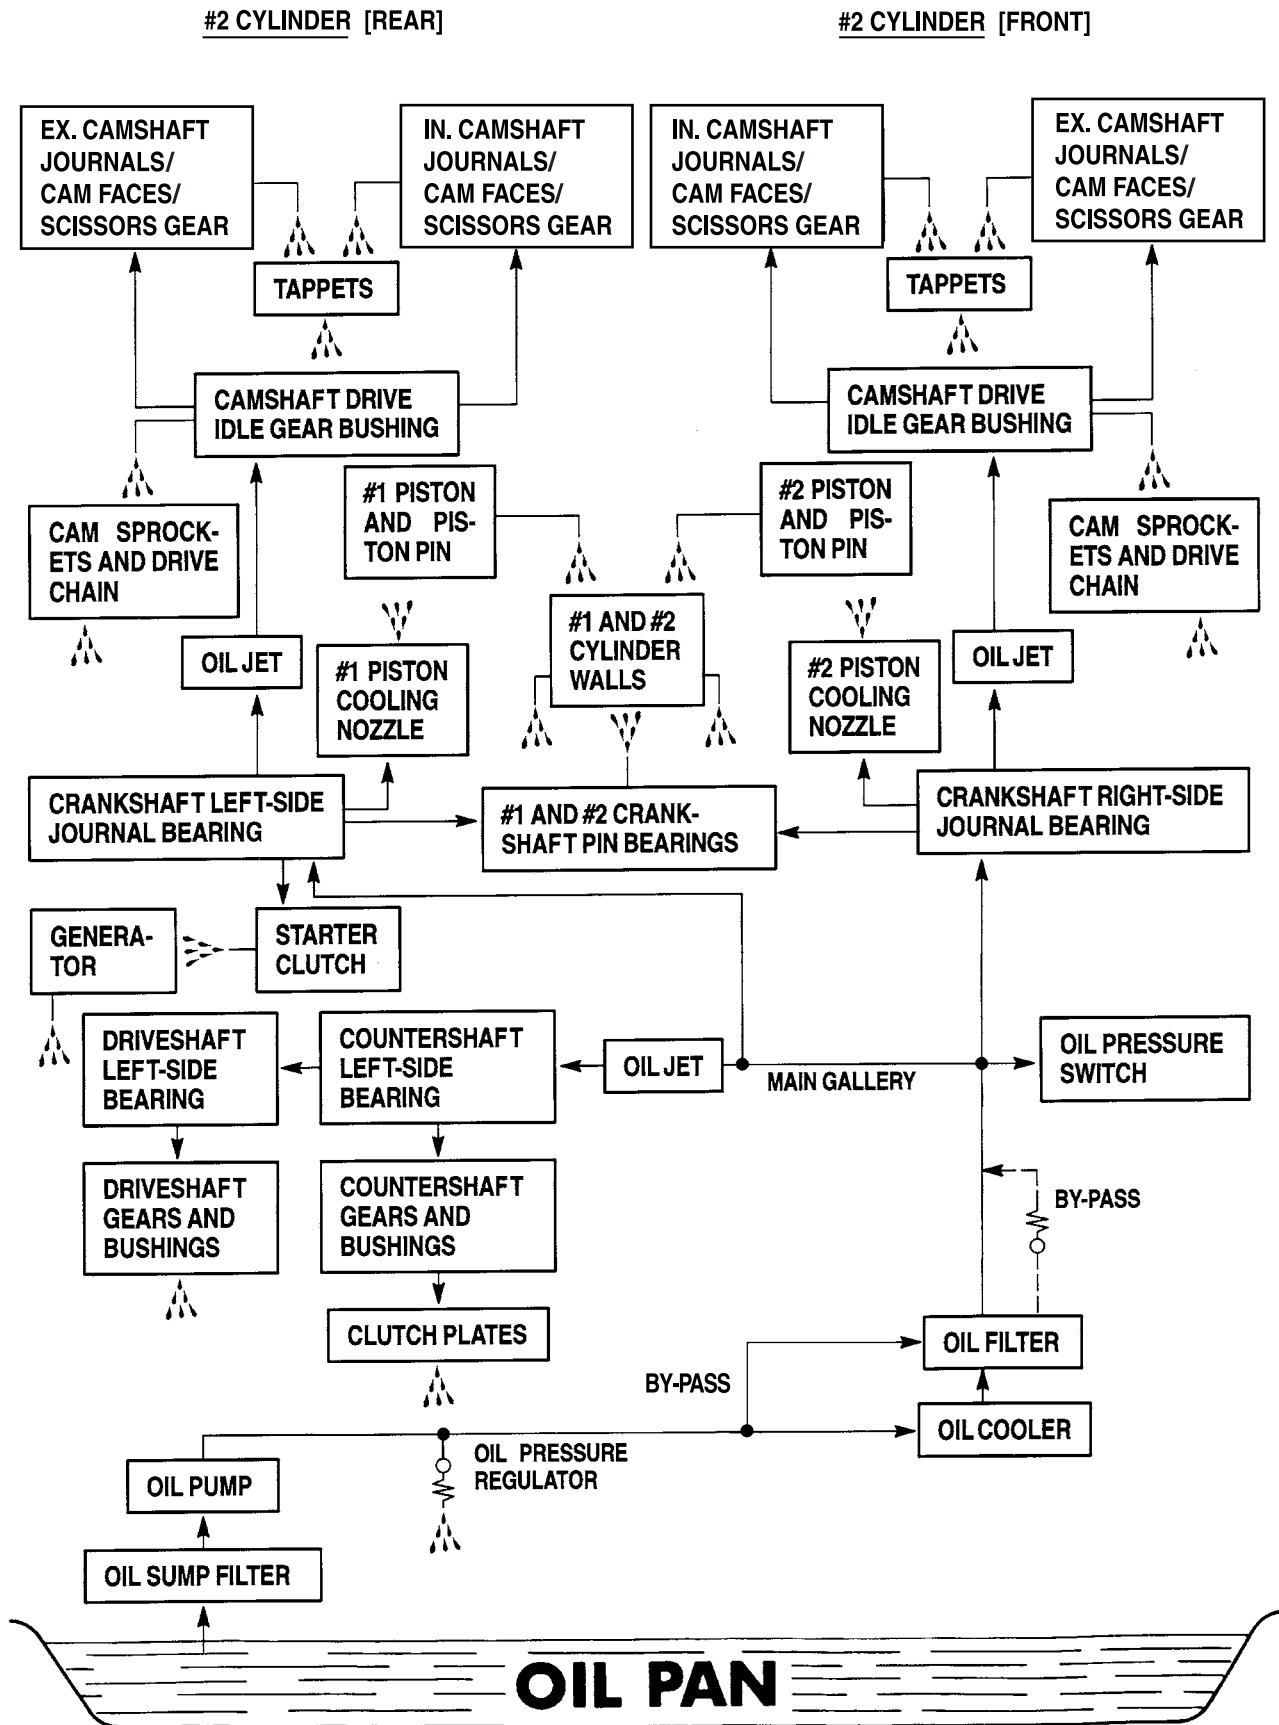 #2 CYLINDER [REAR]
#2 CYLINDER [FRONT]
EX. CAMSHAFT
JOURNALS/
CAM FACES/
SCISSORS GEAR
IN. CAMSHAFT
JOURNALS/
CAM FACES/
SCISSORS GEAR
IN. CAMSHAFT
JOURNALS/
CAM FACES/
SCISSORS GEAR
EX. CAMSHAFT
JOURNALS/
CAM FACES/
SCISSORS GEAR
TAPPETS
TAPPETS
CAMSHAFT DRIVE
IDLE GEAR BUSHING
CAMSHAFT DRIVE
IDLE GEAR BUSHING
#1 PISTON
AND PIS-
TON PIN
#2 PISTON
AND PIS-
TON PIN
CAM SPROCK-
ETS AND DRIVE
CHAIN
CAM SPROCK-
ETS AND DRIVE
CHAIN
OIL JET
#1 PISTON
COOLING
NOZZLE
#1 AND #2
CYLINDER
WALLS
#2 PISTON
COOLING
NOZZLE
OIL JET
CRANKSHAFT LEFT-SIDE
JOURNAL BEARING
#1 AND #2 CRANK-
SHAFT PIN BEARINGS
CRANKSHAFT RIGHT-SIDE
JOURNAL BEARING
GENERA-
TOR
STARTER
CLUTCH
DRIVESHAFT
LEFT-SIDE
BEARING
COUNTERSHAFT
LEFT-SIDE
BEARING
OIL JET
MAIN GALLERY
OIL PRESSURE
SWITCH
DRIVESHAFT
GEARS AND
BUSHINGS
COUNTERSHAFT
GEARS AND
BUSHINGS
BY-PASS
CLUTCH PLATES
OIL FILTER
BY-PASS
OIL COOLER
OIL PUMP
OIL PRESSURE
REGULATOR
OIL SUMP FILTER
OIL PAN